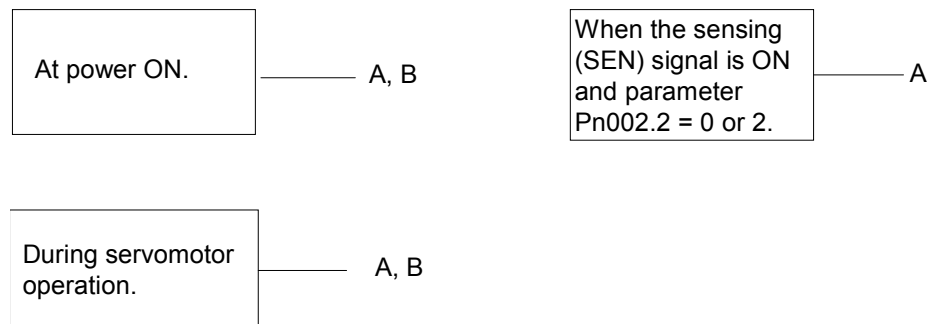 At power ON.
A, B
When the sensing
(SEN) signal is ON
and parameter
Pn002.2 = 0 or 2.
A
During servomotor
operation.
A, B